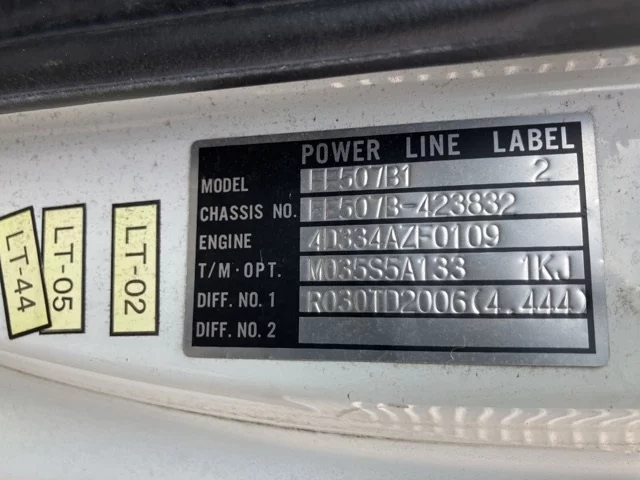 POWER LINE LABEL
MODEL FE507B1 2
CHASSIS NO. FE507B-423832
ENGINE 4D334AZF0109
T/M·OPT. M035S5A133 1KJ
DIFF. NO. 1 R030TD2006(4.444)
DIFF. NO. 2
LT-44
LT-05
LT-02